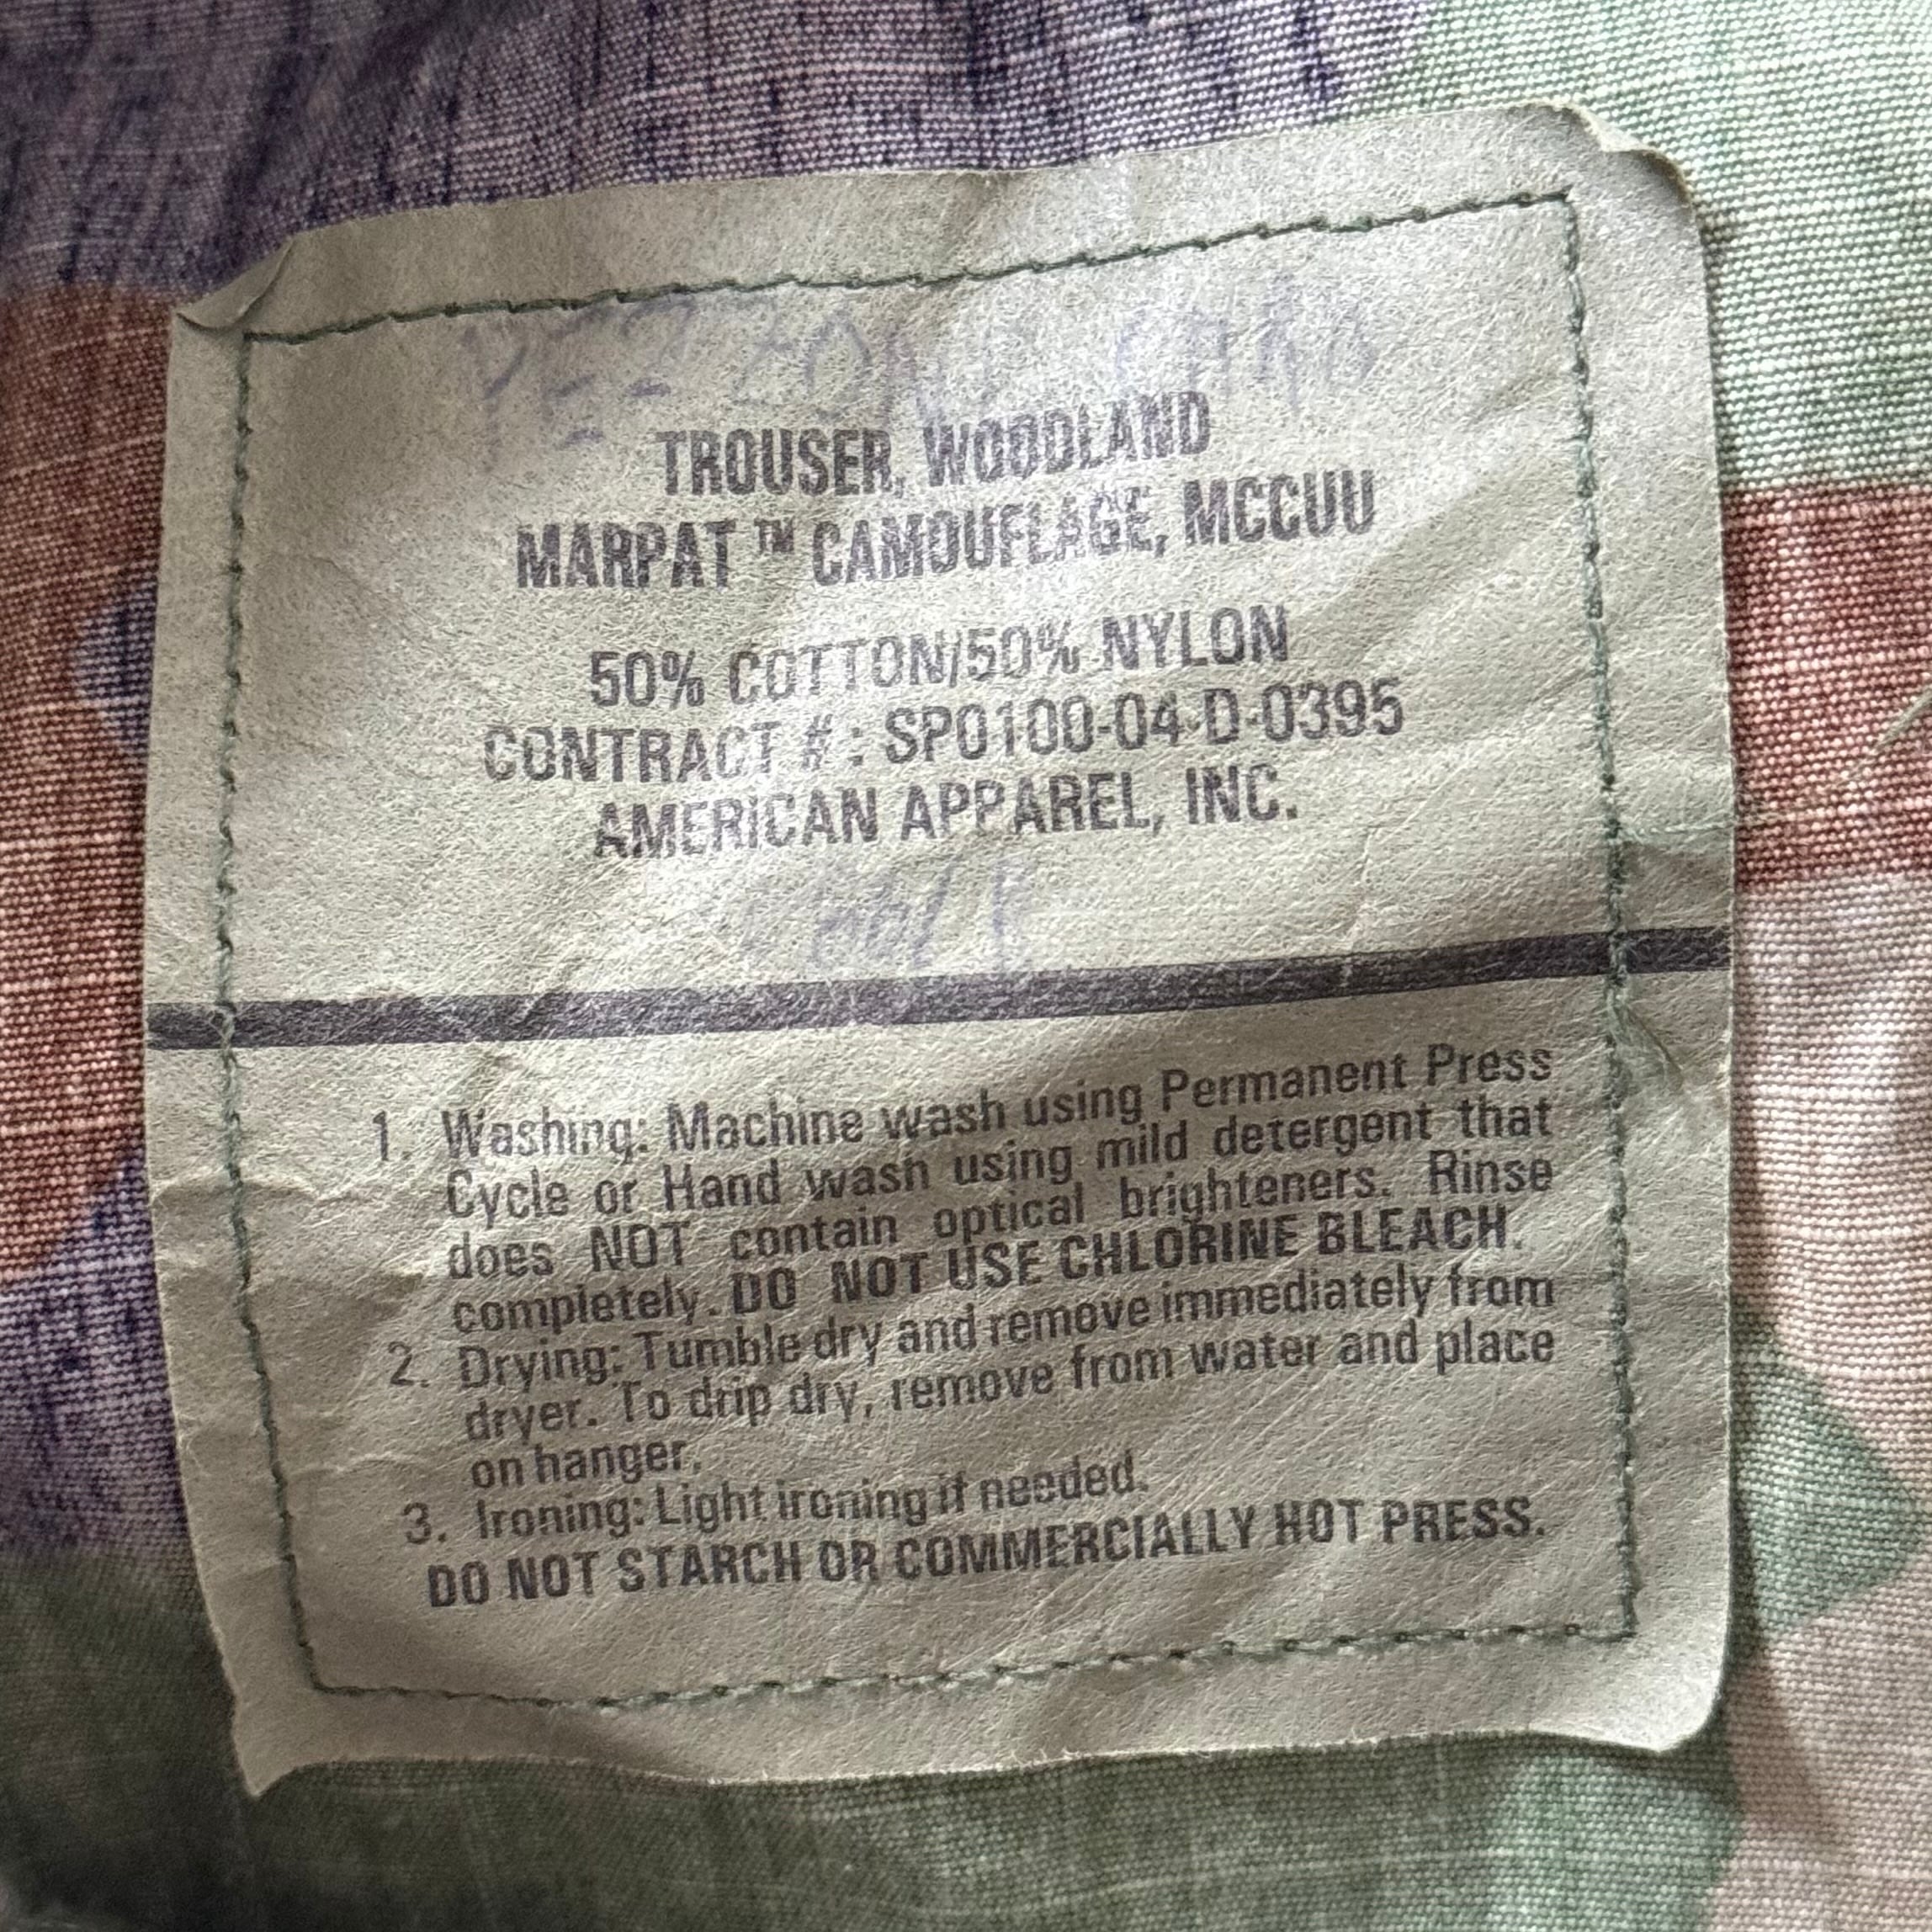 TROUSER, WOODLAND
MARPAT ™ CAMOUFLAGE, MCCUU
50% COTTON/50% NYLON
CONTRACT # : SP0100-04-D-0395
AMERICAN APPAREL, INC.
1. Washing: Machine wash using Permanent Press
Cycle or Hand wash using mild detergent that
does NOT contain optical brighteners. Rinse
completely. DO NOT USE CHLORINE BLEACH.
2. Drying: Tumble dry and remove immediately from
dryer. To drip dry, remove from water and place
on hanger.
3. Ironing: Light ironing if needed.
DO NOT STARCH OR COMMERCIALLY HOT PRESS.